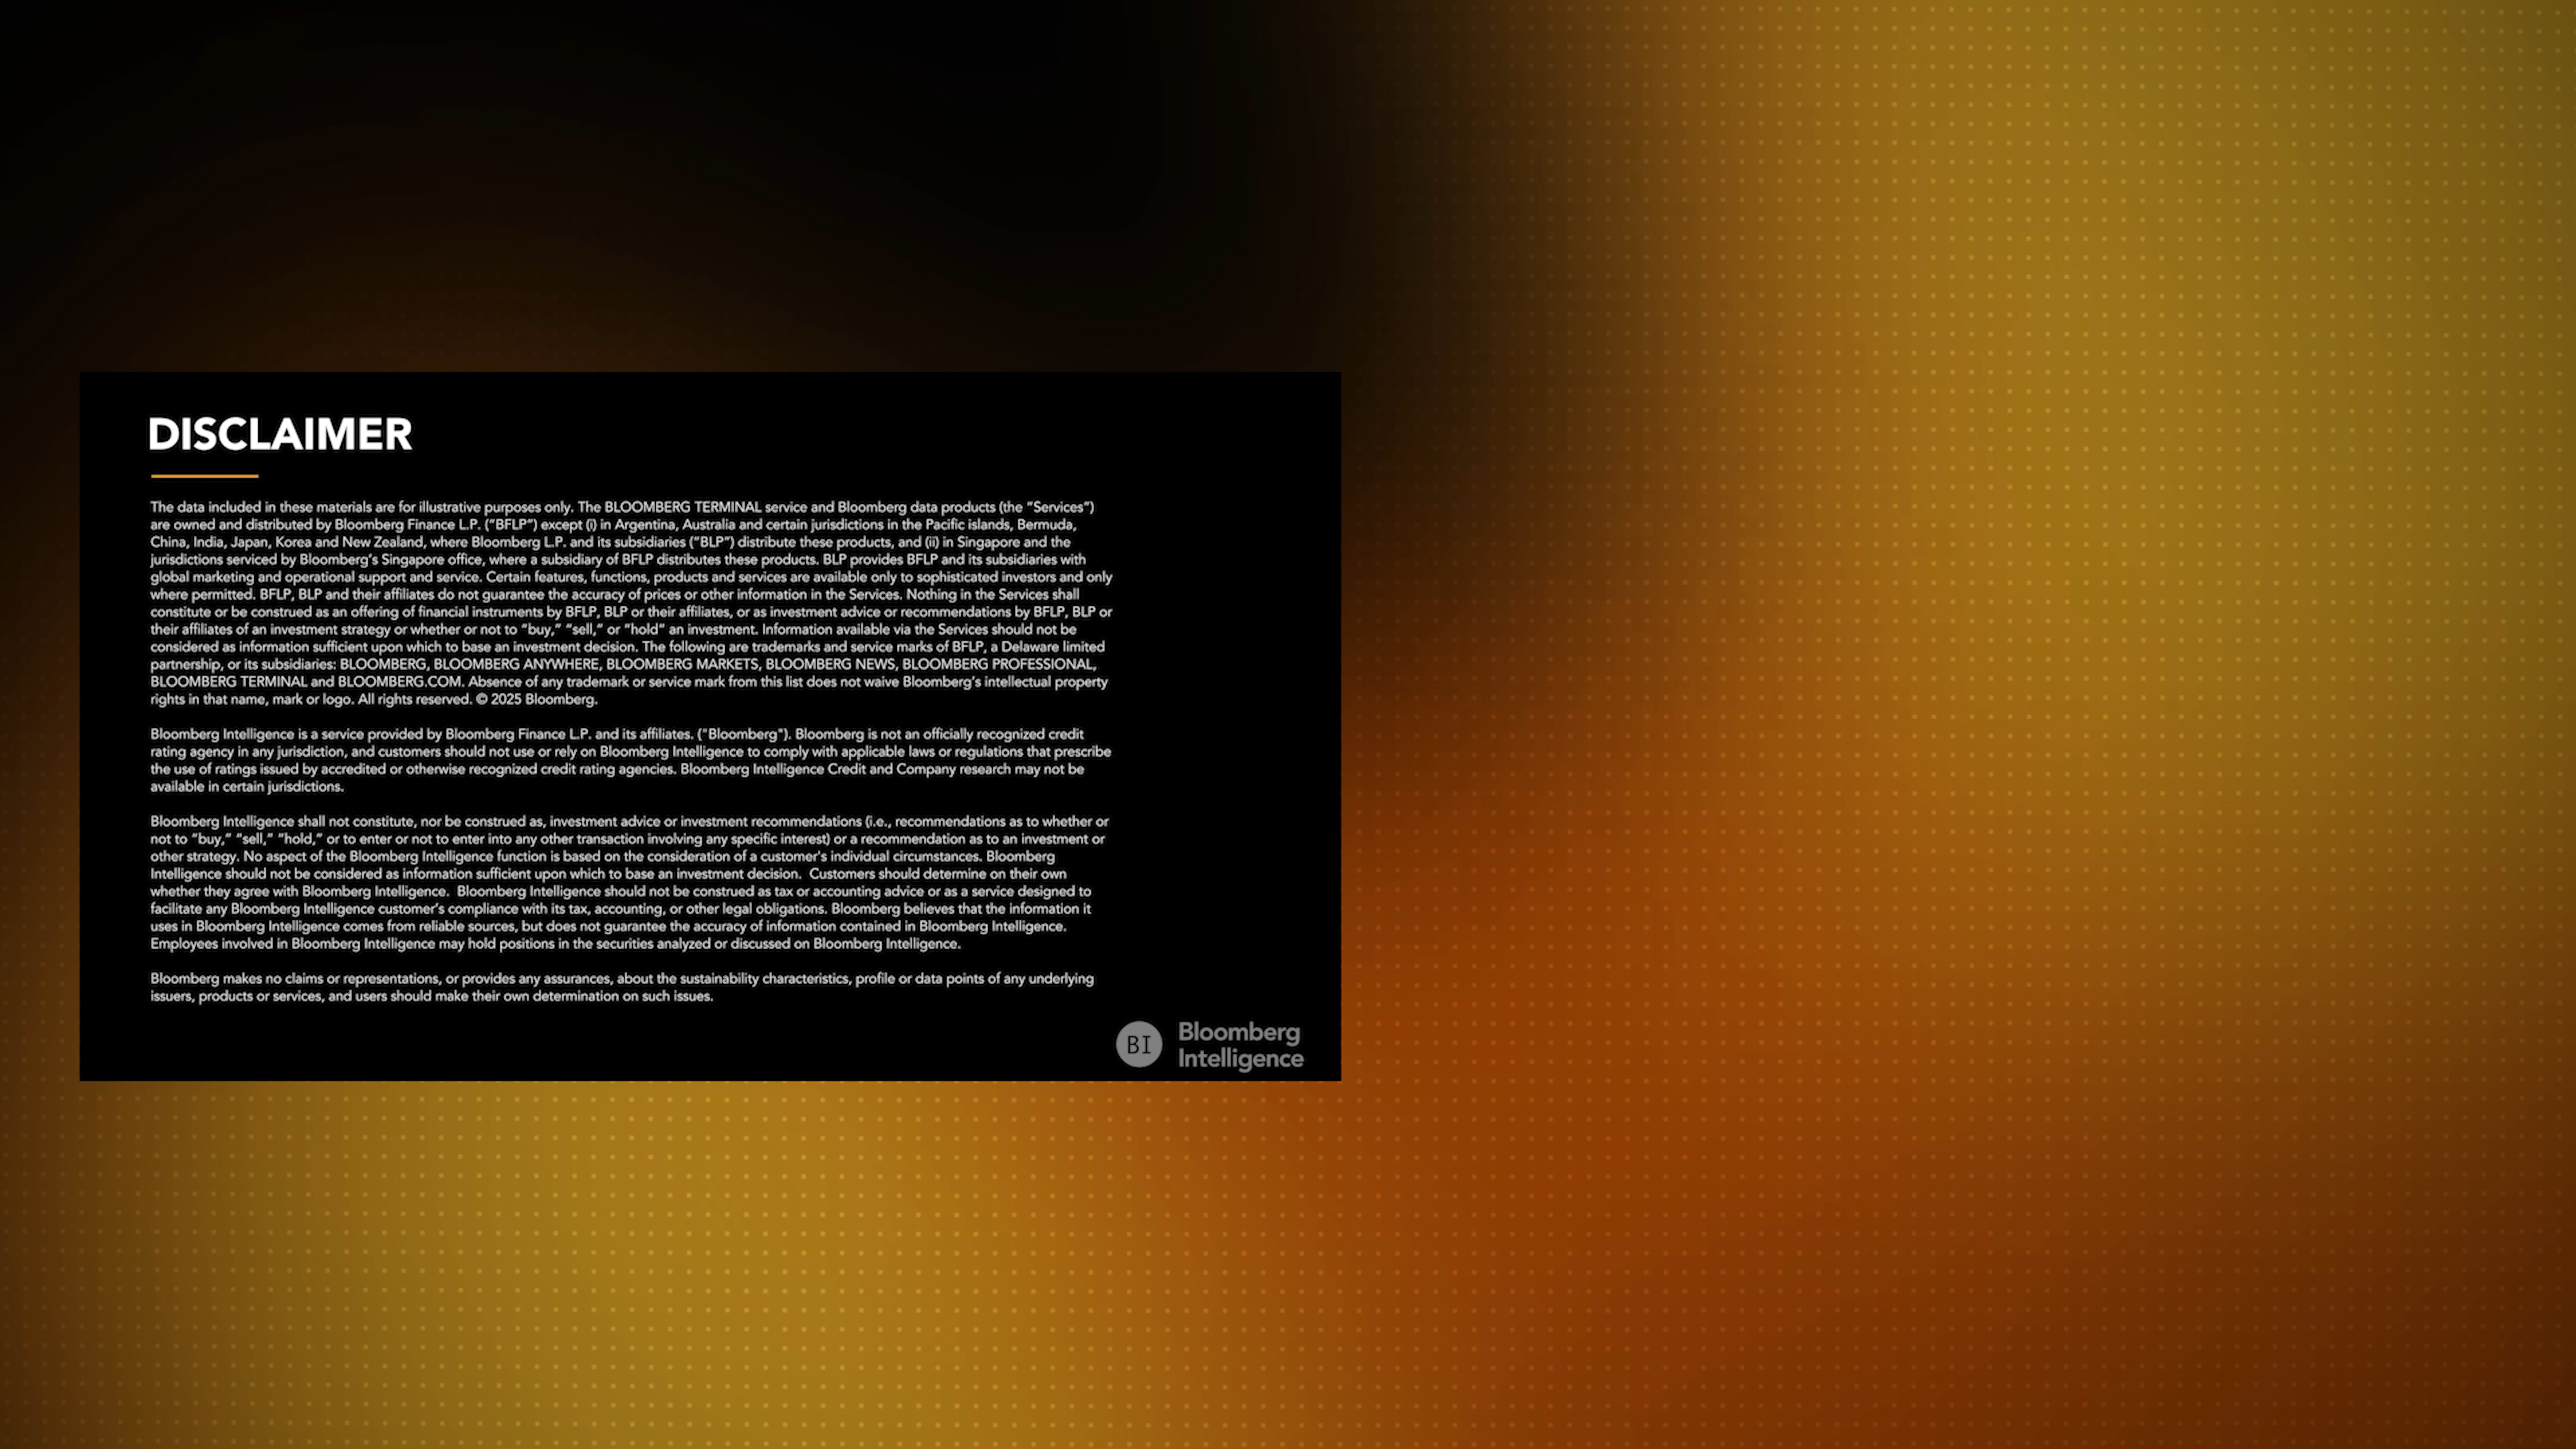 DISCLAIMER
The data included in these materials are for illustrative purposes only. The BLOOMBERG TERMINAL service and Bloomberg data products (the “Services”)
are owned and distributed by Bloomberg Finance L.P. (“BFLP”) except (i) in Argentina, Australia and certain jurisdictions in the Pacific islands, Bermuda,
China, India, Japan, Korea and New Zealand, where Bloomberg L.P. and its subsidiaries (“BLP”) distribute these products, and (ii) in Singapore and the
jurisdictions serviced by Bloomberg’s Singapore office, where a subsidiary of BFLP distributes these products. BLP provides BFLP and its subsidiaries with
global marketing and operational support and service. Certain features, functions, products and services are available only to sophisticated investors and only
where permitted. BFLP, BLP and their affiliates do not guarantee the accuracy of prices or other information in the Services. Nothing in the Services shall
constitute or be construed as an offering of financial instruments by BFLP, BLP or their affiliates, or as investment advice or recommendations by BFLP, BLP or
their affiliates of an investment strategy or whether or not to “buy,” “sell,” or “hold” an investment. Information available via the Services should not be
considered as information sufficient upon which to base an investment decision. The following are trademarks and service marks of BFLP, a Delaware limited
partnership, or its subsidiaries: BLOOMBERG, BLOOMBERG ANYWHERE, BLOOMBERG MARKETS, BLOOMBERG NEWS, BLOOMBERG PROFESSIONAL,
BLOOMBERG TERMINAL and BLOOMBERG.COM. Absence of any trademark or service mark from this list does not waive Bloomberg’s intellectual property
rights in that name, mark or logo. All rights reserved. © 2025 Bloomberg.
Bloomberg Intelligence is a service provided by Bloomberg Finance L.P. and its affiliates. ("Bloomberg"). Bloomberg is not an officially recognized credit
rating agency in any jurisdiction, and customers should not use or rely on Bloomberg Intelligence to comply with applicable laws or regulations that prescribe
the use of ratings issued by accredited or otherwise recognized credit rating agencies. Bloomberg Intelligence Credit and Company research may not be
available in certain jurisdictions.
Bloomberg Intelligence shall not constitute, nor be construed as, investment advice or investment recommendations (i.e., recommendations as to whether or
not to “buy,” “sell,” “hold,” or to enter or not to enter into any other transaction involving any specific interest) or a recommendation as to an investment or
other strategy. No aspect of the Bloomberg Intelligence function is based on the consideration of a customer's individual circumstances. Bloomberg
Intelligence should not be considered as information sufficient upon which to base an investment decision.  Customers should determine on their own
whether they agree with Bloomberg Intelligence.  Bloomberg Intelligence should not be construed as tax or accounting advice or as a service designed to
facilitate any Bloomberg Intelligence customer’s compliance with its tax, accounting, or other legal obligations. Bloomberg believes that the information it
uses in Bloomberg Intelligence comes from reliable sources, but does not guarantee the accuracy of information contained in Bloomberg Intelligence.
Employees involved in Bloomberg Intelligence may hold positions in the securities analyzed or discussed on Bloomberg Intelligence.
Bloomberg makes no claims or representations, or provides any assurances, about the sustainability characteristics, profile or data points of any underlying
issuers, products or services, and users should make their own determination on such issues.
BI
Bloomberg
Intelligence